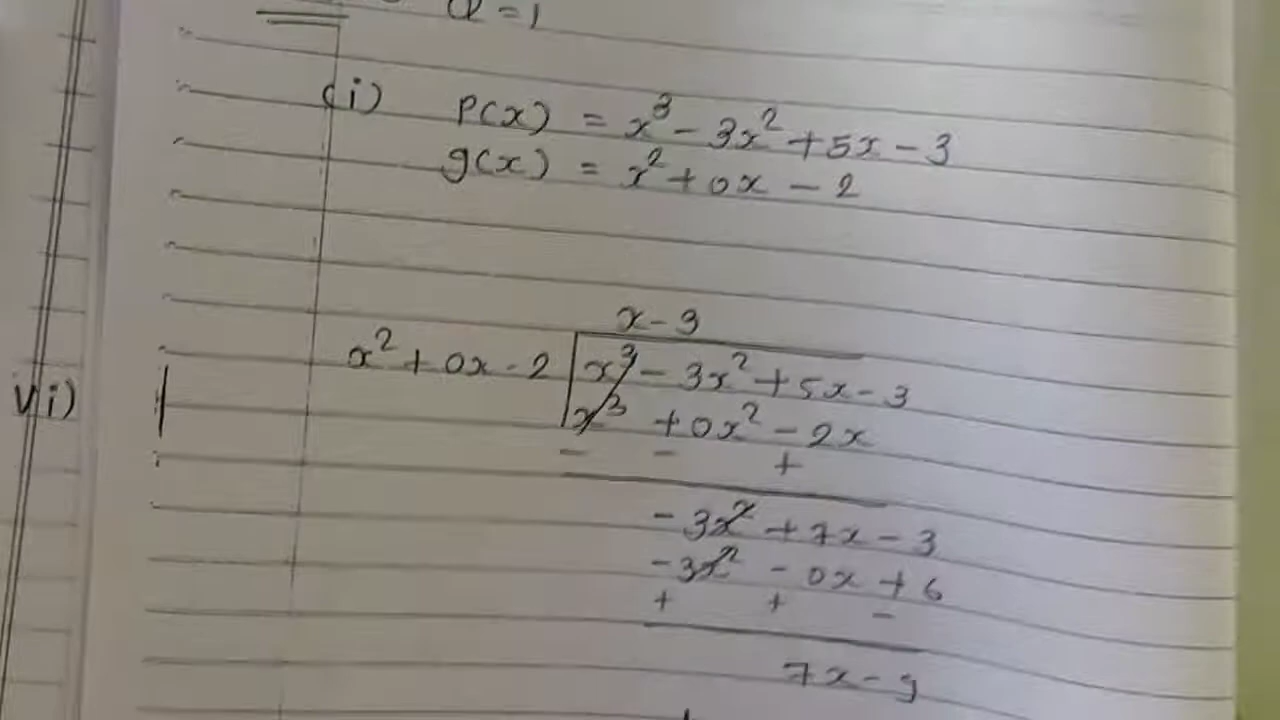 = 1
(i) P(x) = x³ - 3x² + 5x - 3
g(x) = x² + 0x - 2
x - 3
x² + 0x - 2 | x³ - 3x² + 5x - 3
x³ + 0x² - 2x
- - +
- 3x² + 7x - 3
- 3x² - 0x + 6
+ + -
7x - 9
vi)